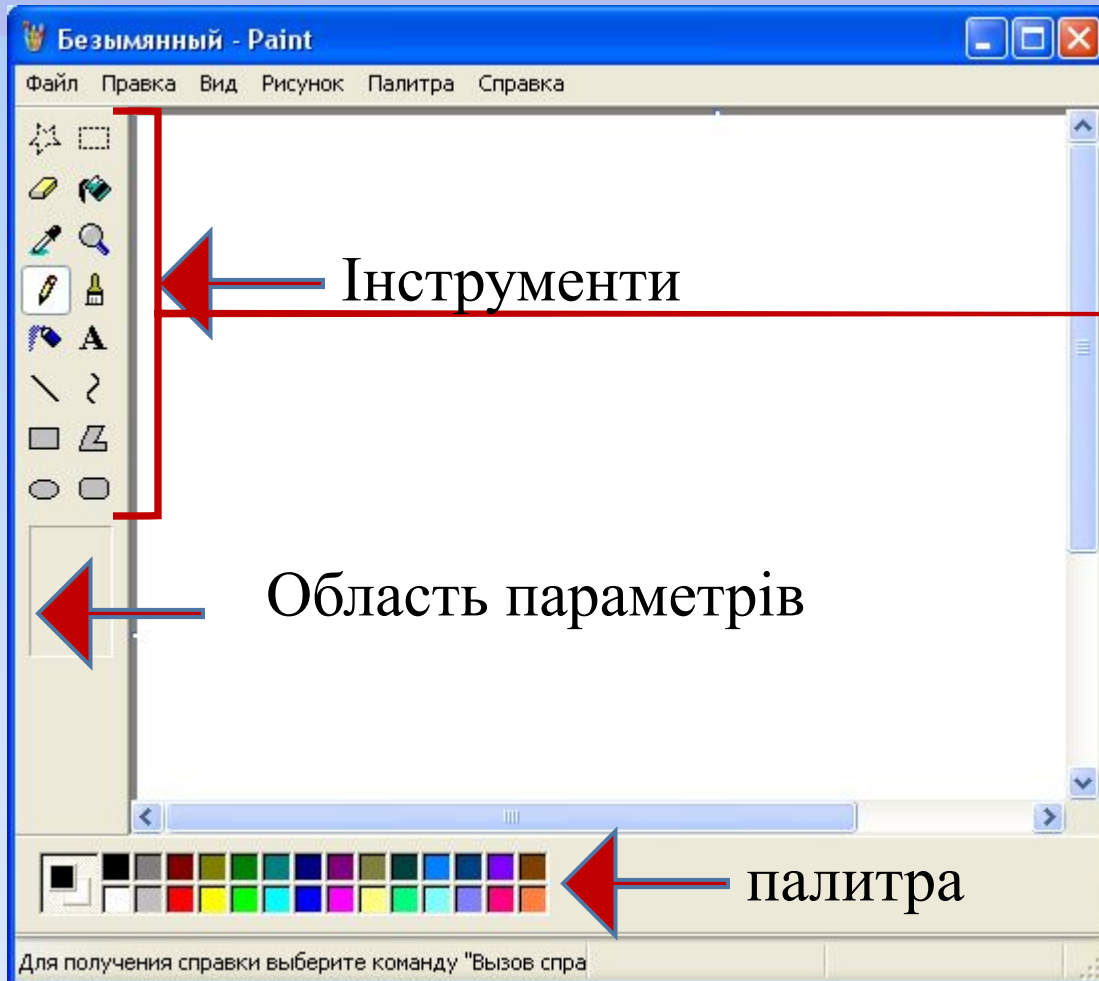 Безымянный - Paint
Файл Правка Вид Рисунок Палитра Справка
A
Інструменти
Область параметрів
палитра
Для получения справки выберите команду "Вызов спра